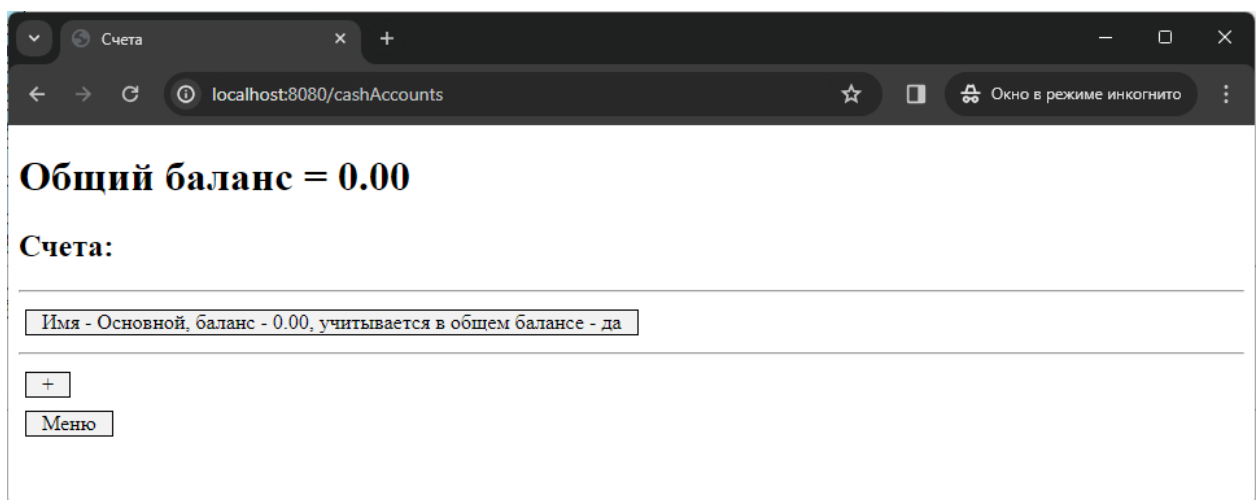 Счета
localhost:8080/cashAccounts
Окно в режиме инкогнито
Общий баланс = 0.00
Счета:
Имя - Основной, баланс - 0.00, учитывается в общем балансе - да
+
Меню